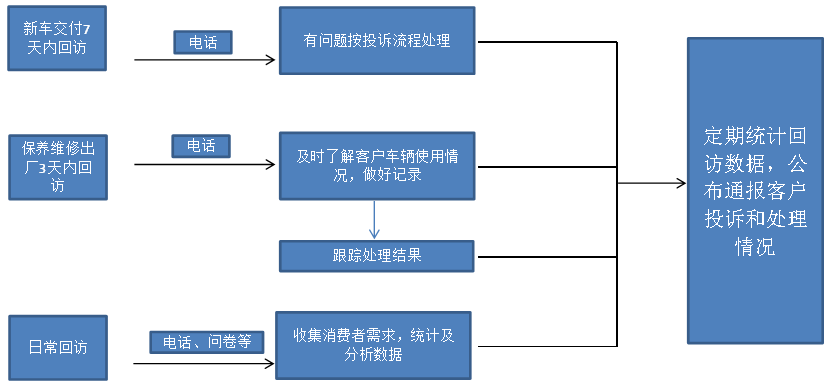 新车交付7
天内回访
电话
有问题按投诉流程处理
保养维修出
厂3天内回
访
电话
及时了解客户车辆使用情
况，做好记录
跟踪处理结果
日常回访
电话、问卷等
收集消费者需求，统计及
分析数据
定期统计回
访数据，公
布通报客户
投诉和处理
情况